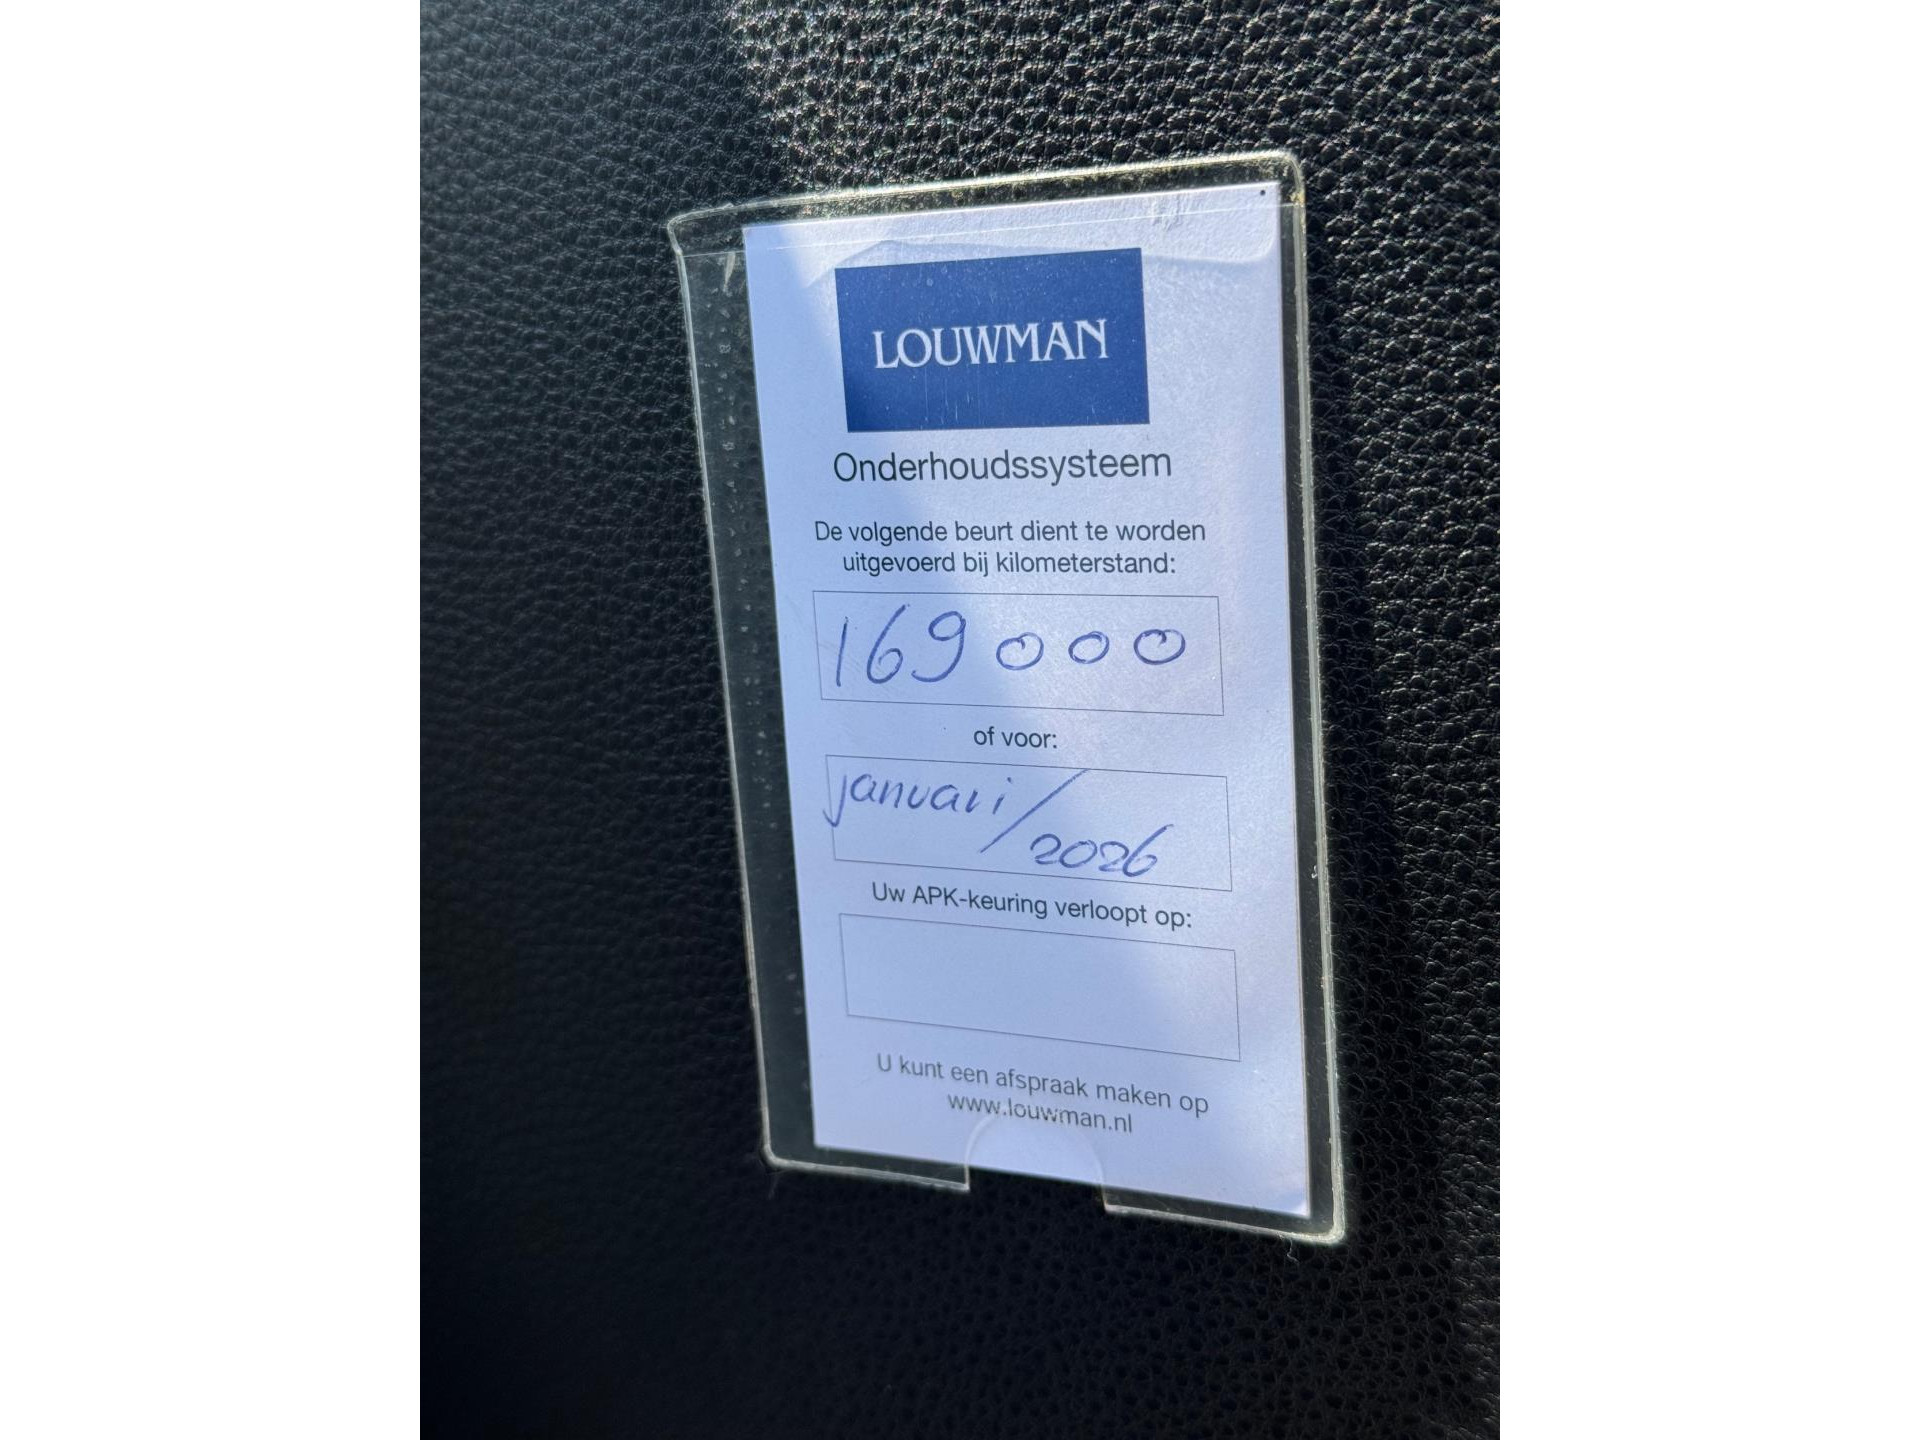 LOUWMAN
Onderhoudssysteem
De volgende beurt dient te worden
uitgevoerd bij kilometerstand:
169000
of voor:
januari/
2026
Uw APK-keuring verloopt op:
U kunt een afspraak maken op
www.louwman.nl